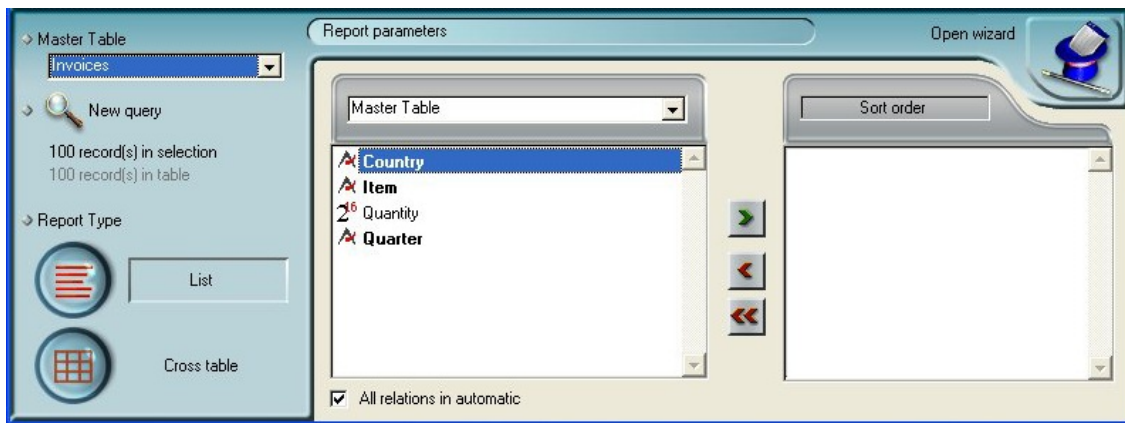 Master Table
Invoices
New query
100 record(s) in selection
100 record(s) in table
Report Type
List
Cross table
Report parameters
Open wizard
Master Table
Sort order
Country
Item
216 Quantity
Quarter
All relations in automatic